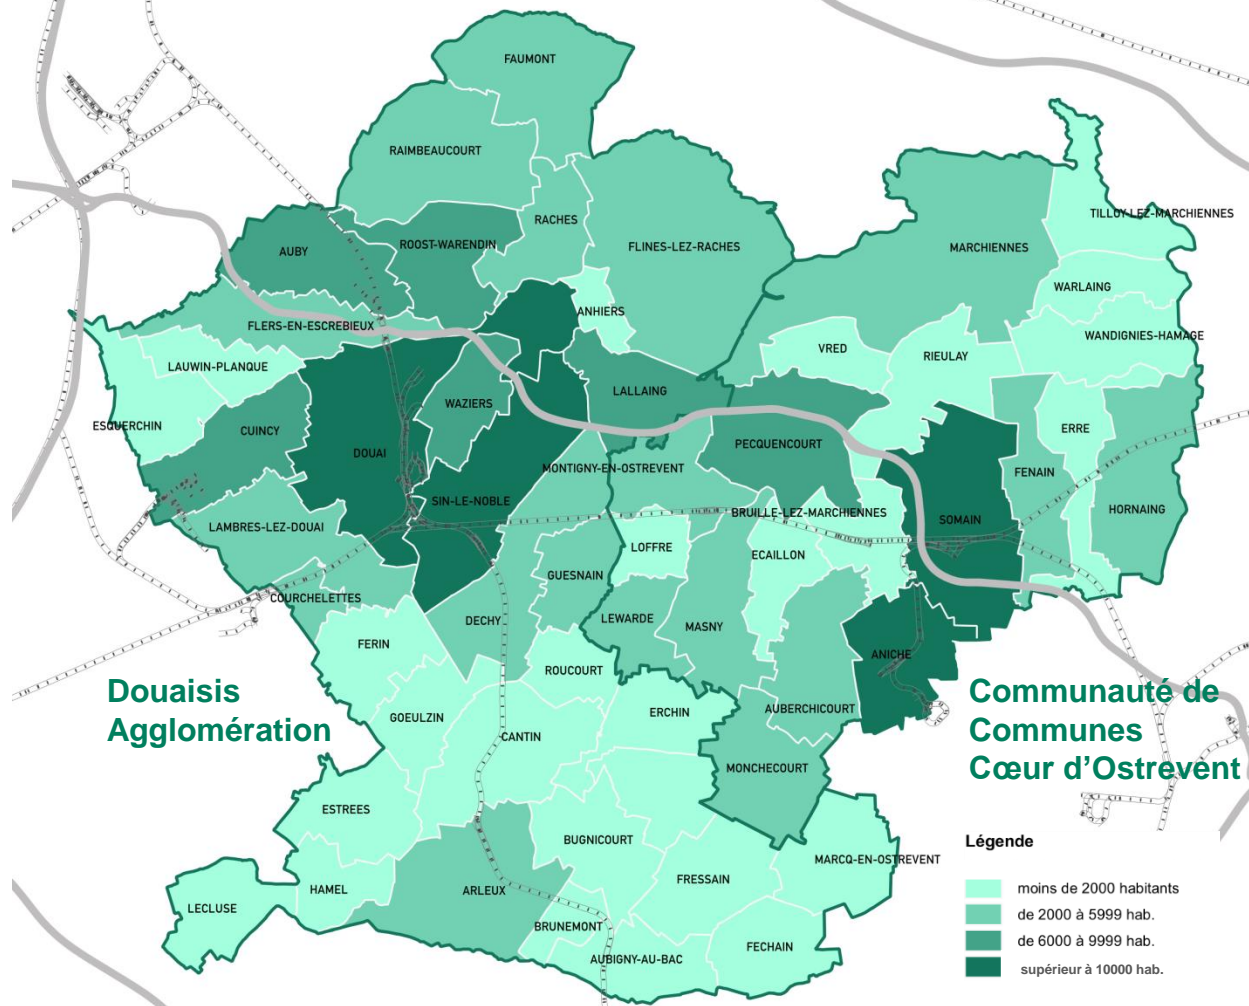 FAUMONT
RAIMBEAUCOURT
TILLOY-LEZ-MARCHIENNES
RACHES
ROOST-WARENDIN
FLINES-LEZ-RACHES
MARCHIENNES
AUBY
WARLAING
ANHIERS
FLERS-EN-ESCREBIEUX
WANDIGNIES-HAMAGE
VRED
RIEULAY
LAUWIN-PLANQUE
LALLAING
WAZIERS
ESQUERCHIN
CUINCY
ERRE
PECQUENCOURT
DOUAI
MONTIGNY-EN-OSTREVENT
FENAIN
SIN-LE-NOBLE
HORNAING
BRUILLE-LEZ-MARCHIENNES
SOMAIN
LAMBRES-LEZ-DOUAI
LOFFRE
ECAILLON
GUESNAIN
COURCHELETTES
DECHY
LEWARDE
MASNY
FERIN
ANICHE
ROUCOURT
Douaisis
Agglomération
Communauté de
Communes
Cœur d'Ostrevent
AUBERCHICOURT
GOEULZIN
ERCHIN
CANTIN
MONCHECOURT
ESTREES
BUGNICOURT
MARCQ-EN-OSTREVENT
FRESSAIN
HAMEL
ARLEUX
LECLUSE
BRUNEMONT
FECHAIN
AUBIGNY-AU-BAC
Légende
moins de 2000 habitants
de 2000 à 5999 hab.
de 6000 à 9999 hab.
supérieur à 10000 hab.